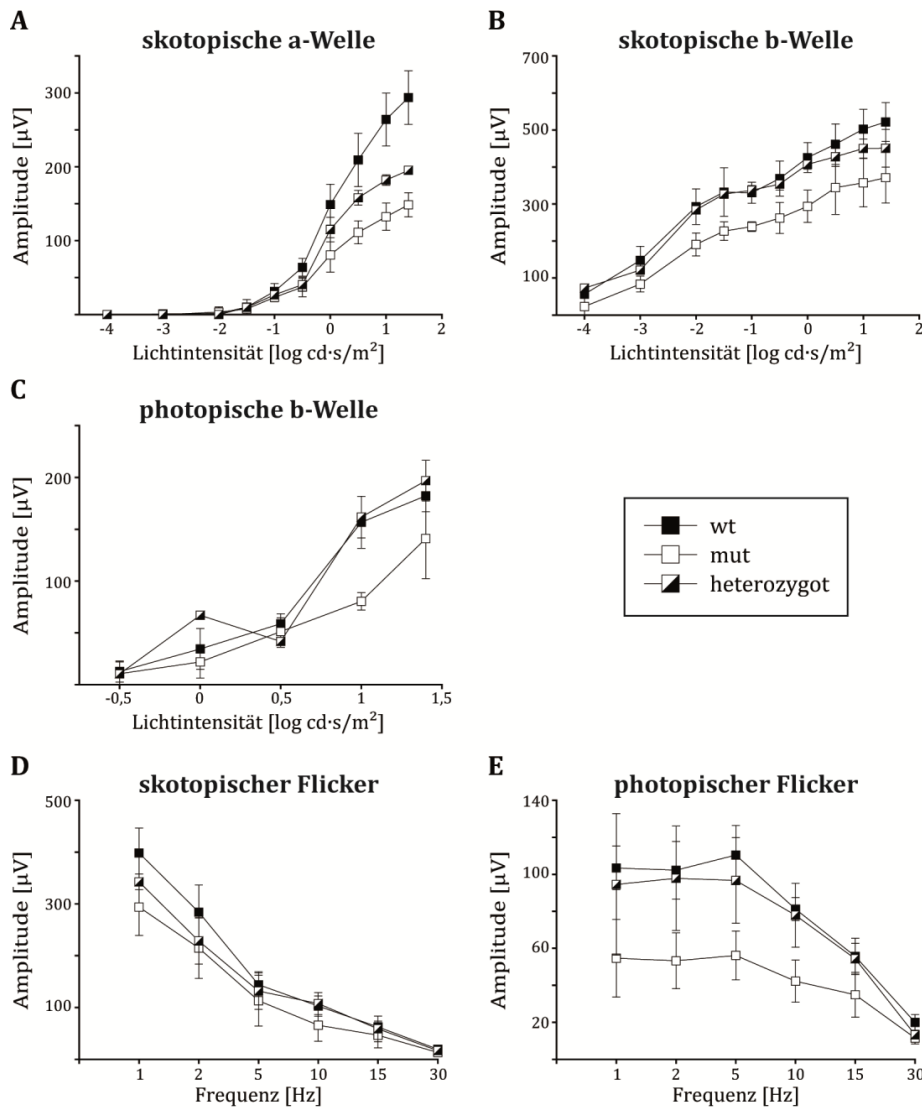 A
skotopische a-Welle
Amplitude [µV]
300
200
100
-4 -3 -2 -1 0 1 2
Lichtintensität [log cd·s/m²]
B
skotopische b-Welle
Amplitude [µV]
700
500
300
100
-4 -3 -2 -1 0 1 2
Lichtintensität [log cd·s/m²]
C
photopische b-Welle
Amplitude [µV]
200
100
-0,5 0 0,5 1 1,5
Lichtintensität [log cd·s/m²]
wt
mut
heterozygot
D
skotopischer Flicker
Amplitude [µV]
500
300
100
1 2 5 10 15 30
Frequenz [Hz]
E
photopischer Flicker
Amplitude [µV]
140
100
60
20
1 2 5 10 15 30
Frequenz [Hz]